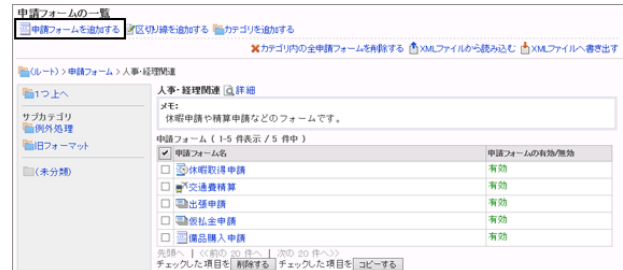 申請フォームの一覧
申請フォームを追加する 区切り線を追加する カテゴリを追加する
カテゴリ内の全申請フォームを削除する XMLファイルから読み込む XMLファイルへ書き出す
(ルート) > 申請フォーム > 人事・経理関連
1つ上へ
サブカテゴリ
例外処理
旧フォーマット
(未分類)
人事・経理関連 詳細
メモ:
休暇申請や積算申請などのフォームです。
申請フォーム ( 1-5 件表示 / 5 件中 )
申請フォーム名 申請フォームの有効/無効
休暇取得申請 有効
交通費積算 有効
出張申請 有効
仮払金申請 有効
備品購入申請 有効
先頭へ | <<前の 20 件へ | 次の 20 件へ>>
チェックした項目を 削除する チェックした項目を コピーする